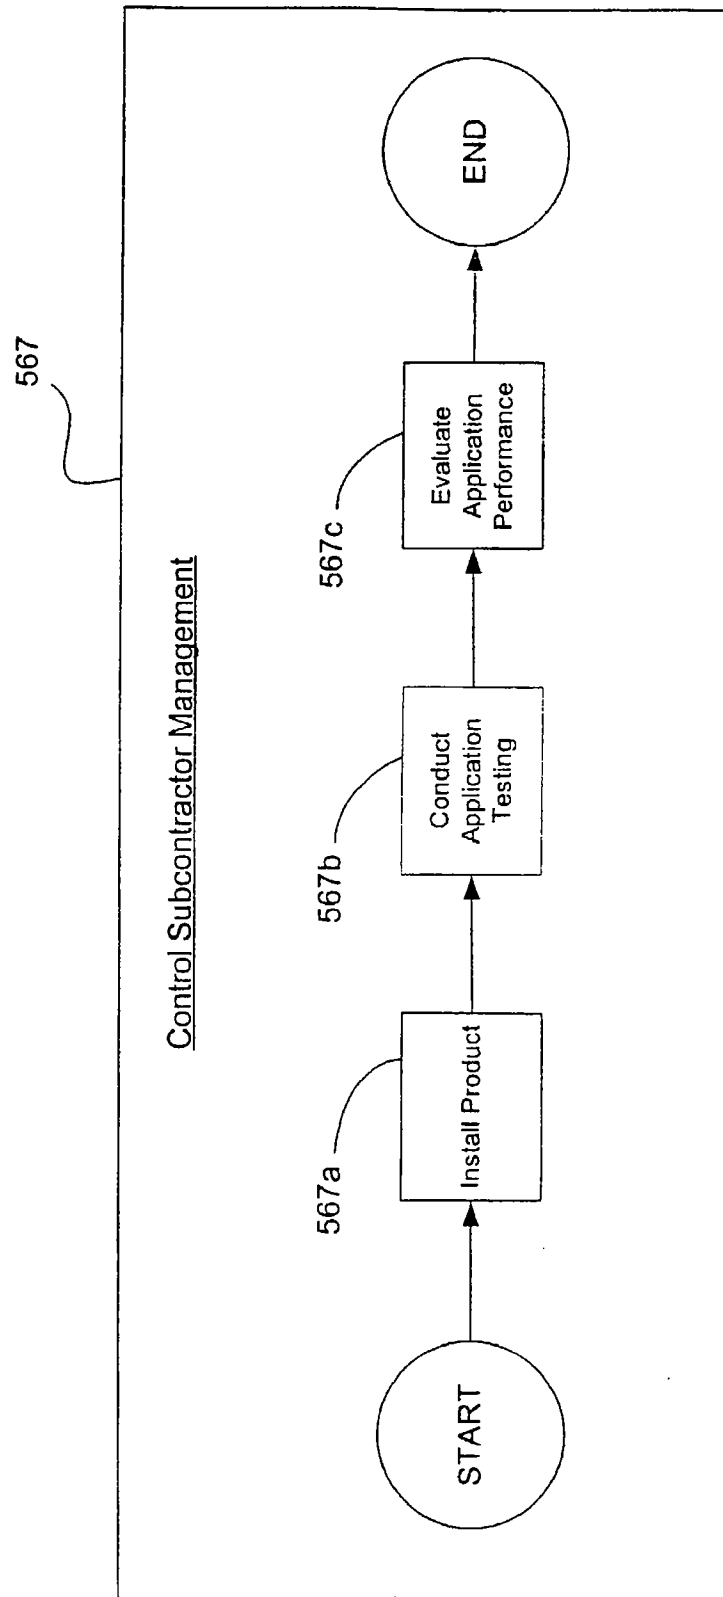 567
Control Subcontractor Management
567a
567b
567c
START
Install Product
Conduct
Application
Testing
Evaluate
Application
Performance
END